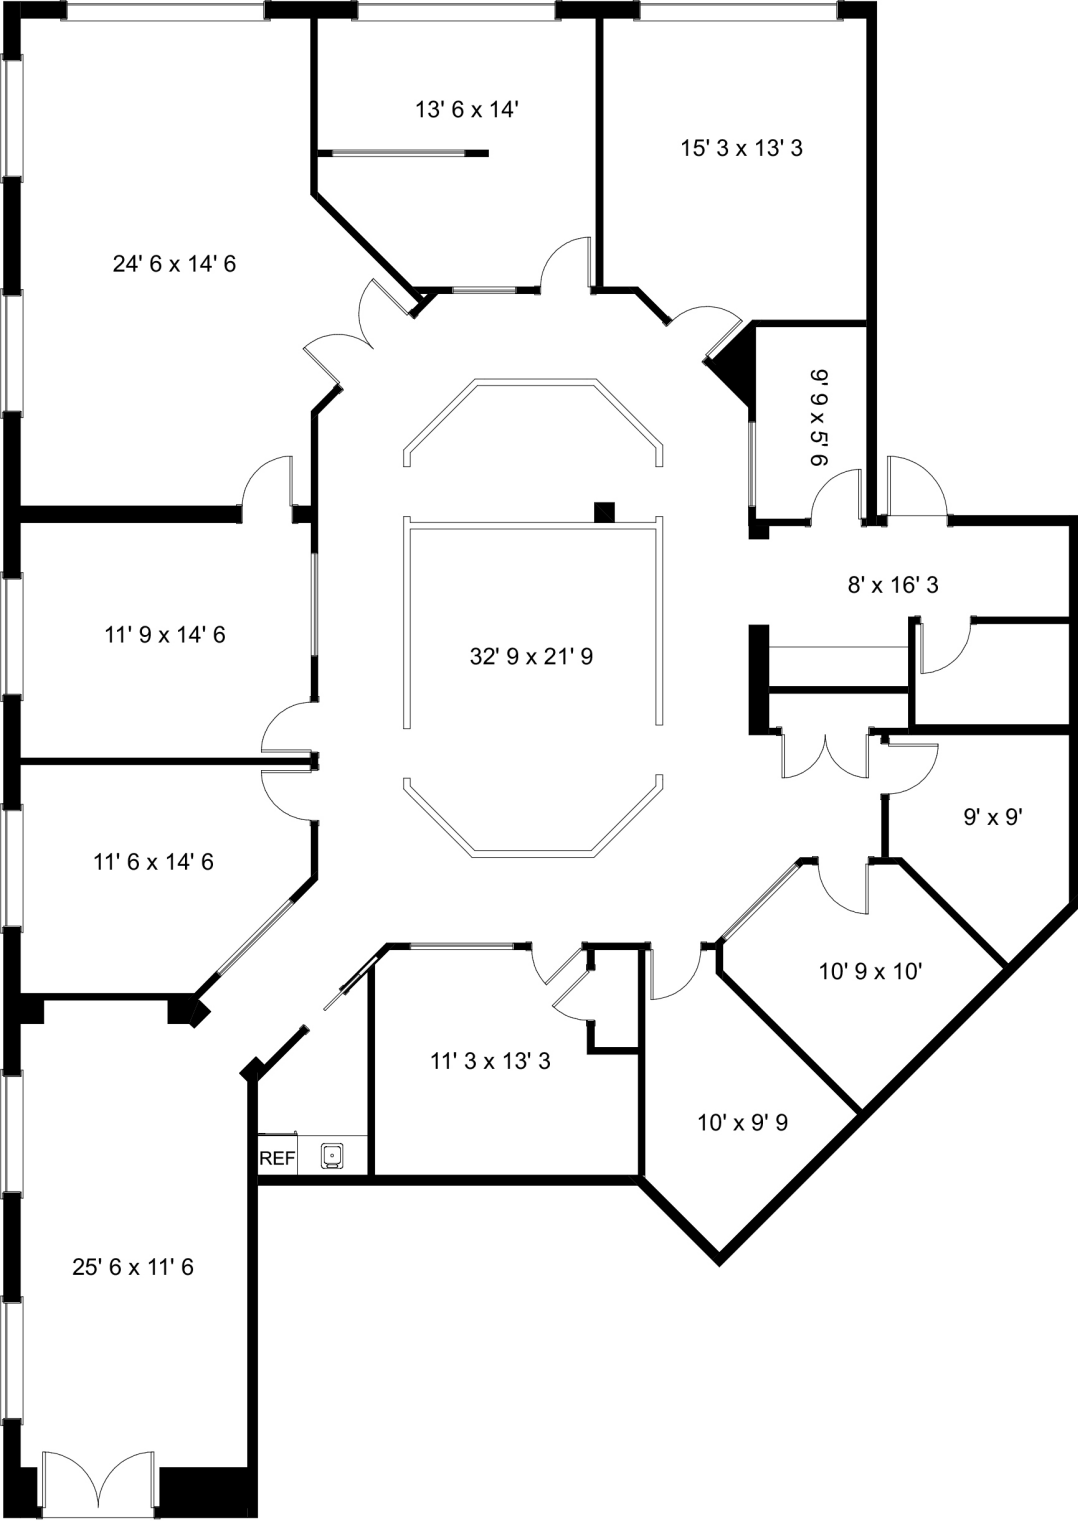 13' 6 x 14'
15' 3 x 13' 3
24' 6 x 14' 6
9' 9 x 5' 6
8' x 16' 3
11' 9 x 14' 6
32' 9 x 21' 9
9' x 9'
11' 6 x 14' 6
10' 9 x 10'
11' 3 x 13' 3
10' x 9' 9
REF
25' 6 x 11' 6